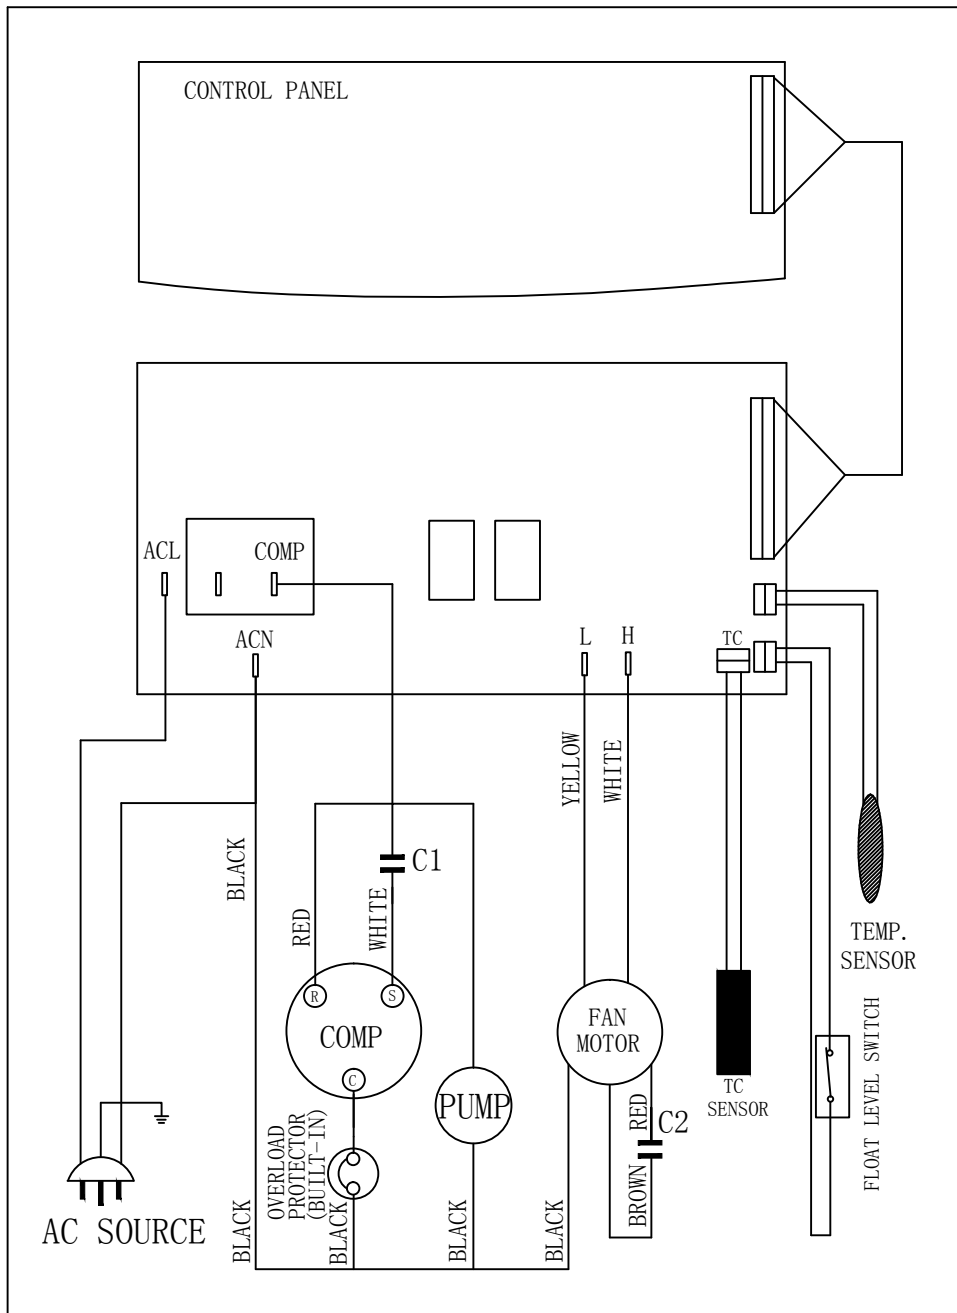 CONTROL PANEL
ACL
COMP
ACN
L
H
TC
YELLOW
WHITE
BLACK
RED
WHITE
C1
R
S
COMP
C
FAN
MOTOR
TEMP.
SENSOR
PUMP
TC
SENSOR
FLOAT LEVEL SWITCH
RED
C2
BROWN
OVERLOAD
PROTECTOR
(BUILT-IN)
AC SOURCE
BLACK
BLACK
BLACK
BLACK